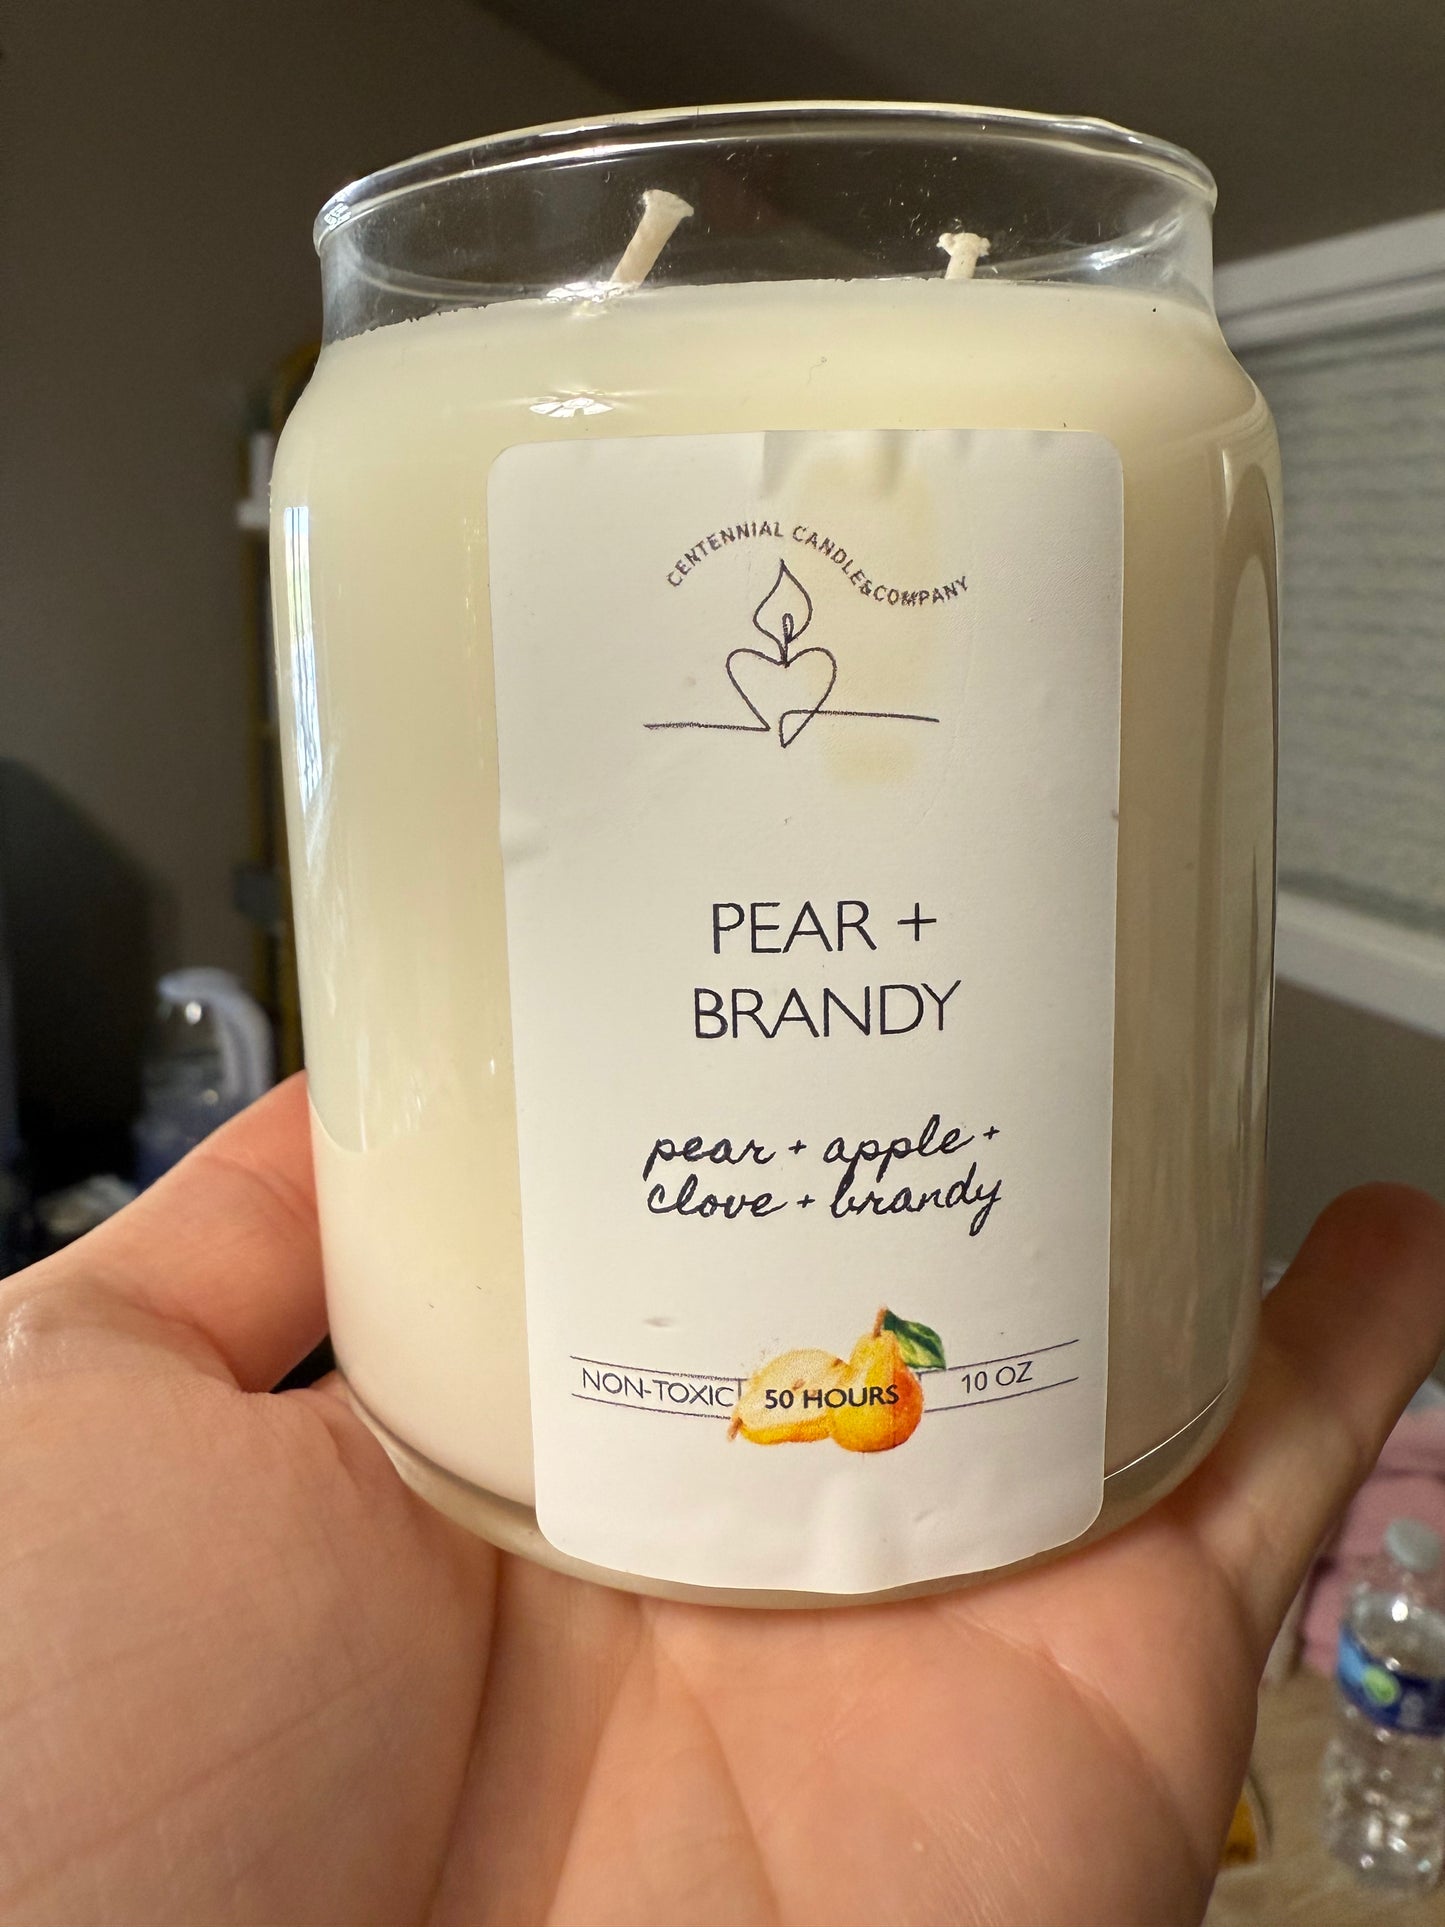 CENTENNIAL CANDLE&COMPANY
PEAR +
BRANDY
pear + apple +
clove + brandy
NON-TOXIC 50 HOURS 10 OZ